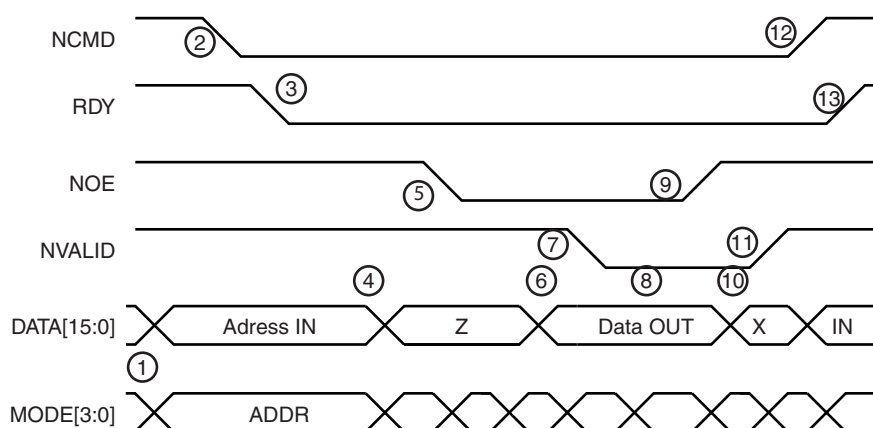 NCMD
2
12
RDY
3
13
NOE
5
9
NVALID
7
11
4
6
8
10
DATA[15:0]
Adress IN
Z
Data OUT
X
IN
1
MODE[3:0]
ADDR